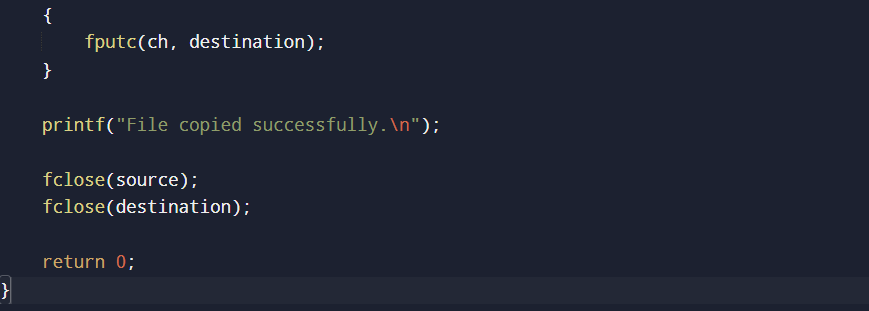 {
fputc(ch, destination);
}
printf("File copied successfully.\n");
fclose(source);
fclose(destination);
return 0;
}